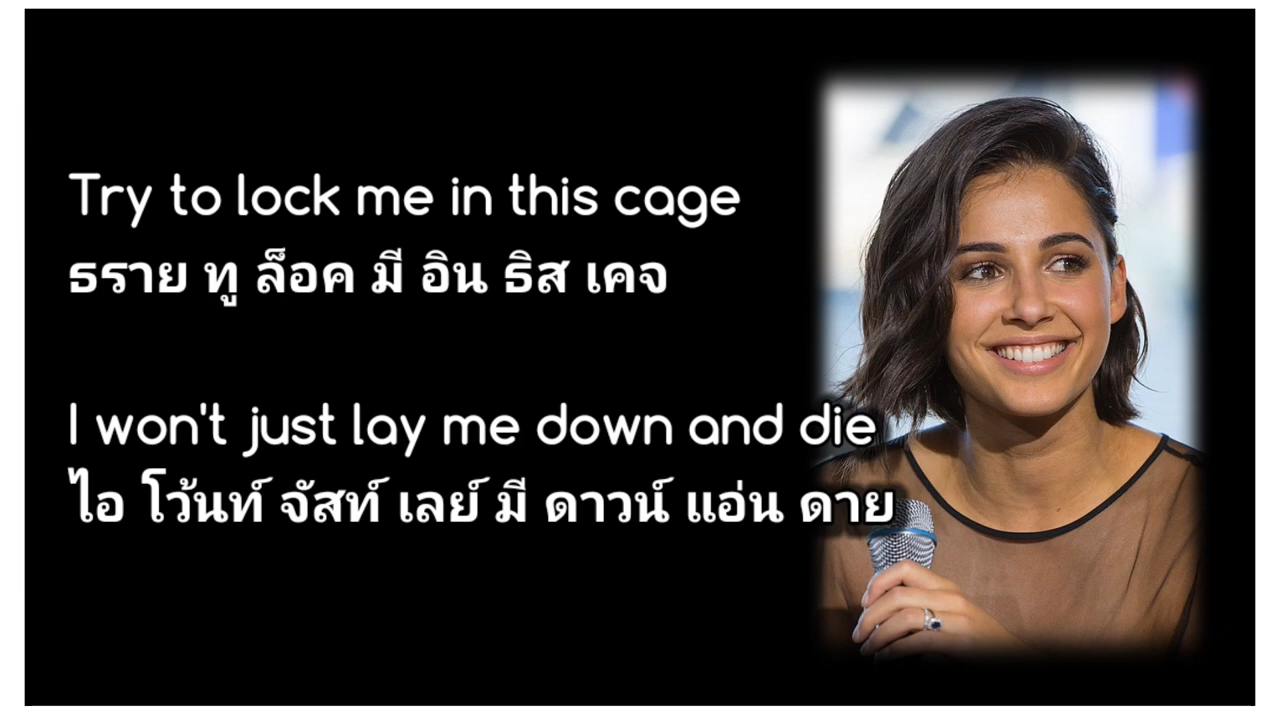 Try to lock me in this cage
ธราย ทู ล็อค มี อิน ธิส เคจ
I won't just lay me down and die
ไอ โว้นท์ จัสท์ เลย์ มี ดาวน์ แอ่น ดาย